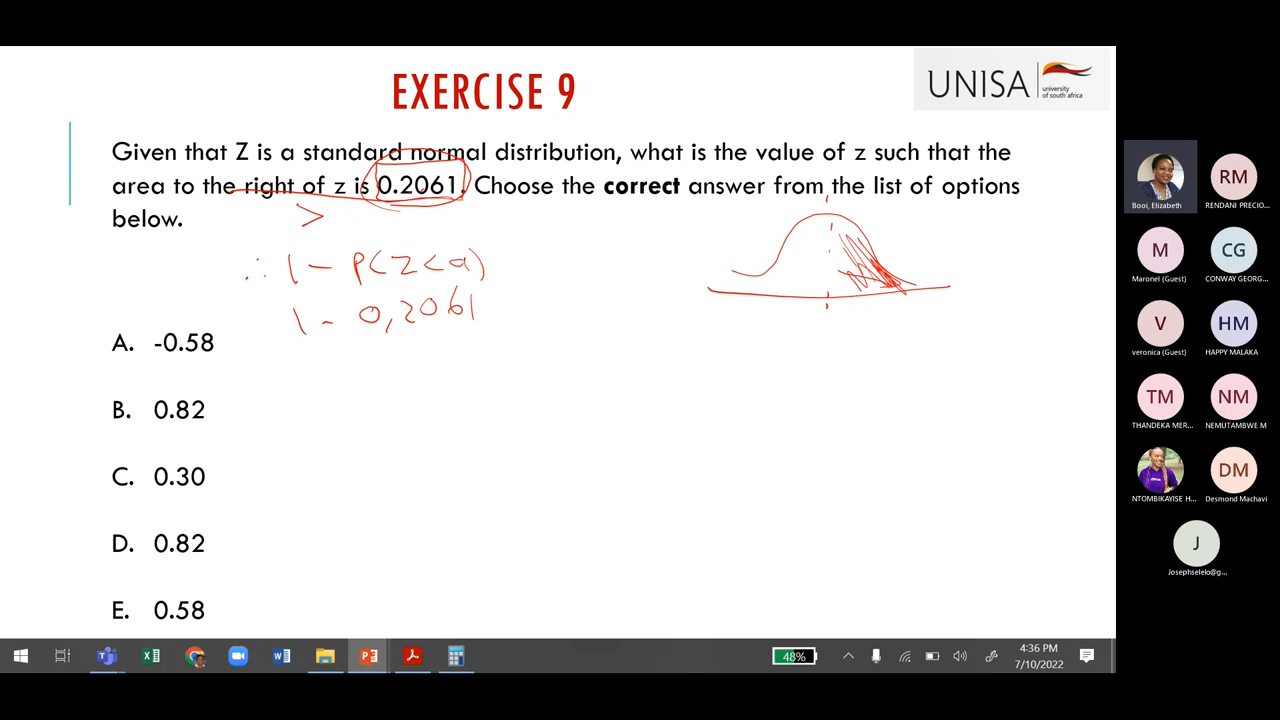 EXERCISE 9
UNISA
university
of south africa
Given that Z is a standard normal distribution, what is the value of z such that the
area to the right of z is 0.2061. Choose the correct answer from the list of options
below.
>
∴ 1 - P(Z<a)
1 - 0,2061
A. -0.58
B. 0.82
C. 0.30
D. 0.82
E. 0.58
Booi, Elizabeth
RM
RENDANI PRECIO...
M
Maronel (Guest)
CG
CONWAY GEORG...
V
veronica (Guest)
HM
HAPPY MALAKA
TM
THANDEKA MER...
NM
NEMUTAMBWE M
NTOMBIKAYISE H...
DM
Desmond Machavi
J
Josephselelo@g...
48%
4:36 PM
7/10/2022